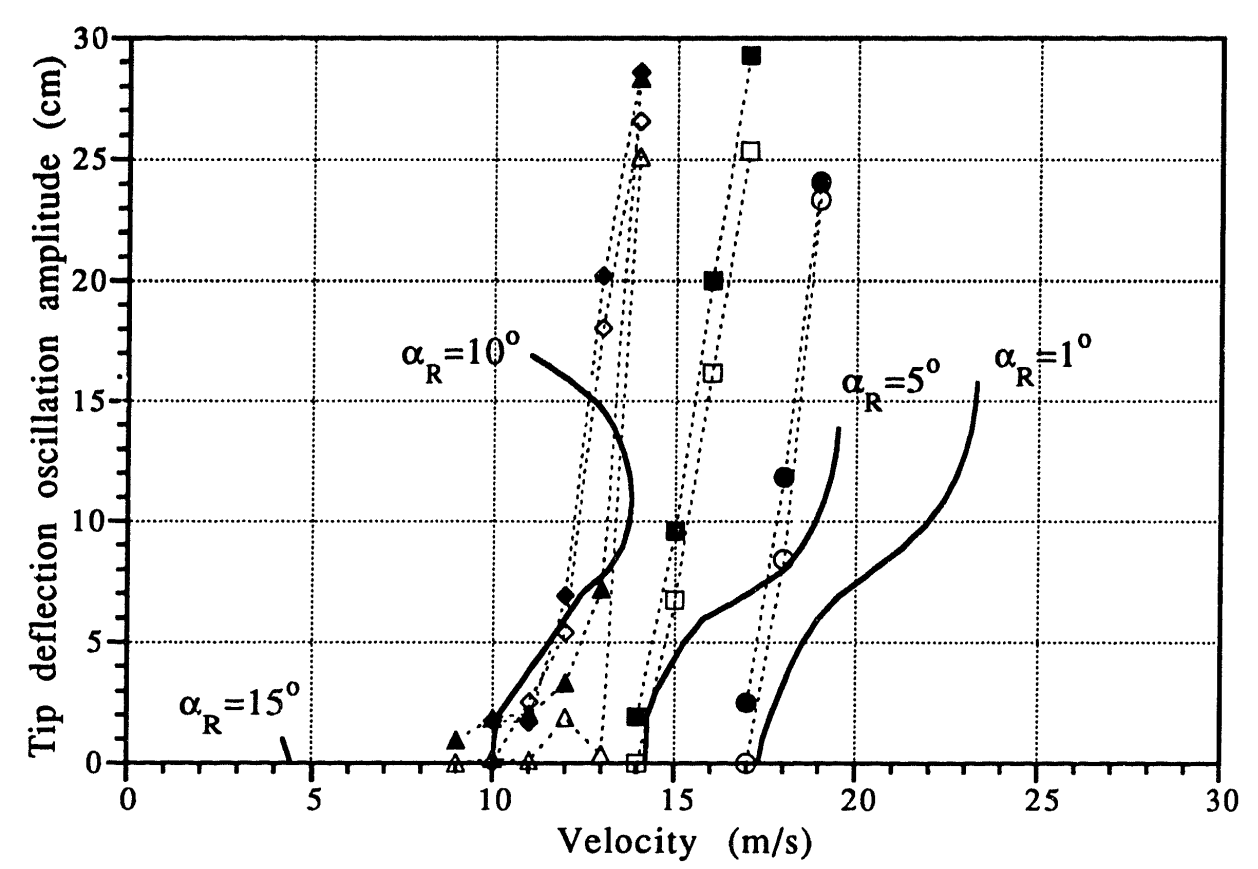 Tip deflection oscillation amplitude (cm)
30
25
20
15
10
5
0
α_R=10°
α_R=5°
α_R=1°
α_R=15°
0 5 10 15 20 25 30
Velocity (m/s)